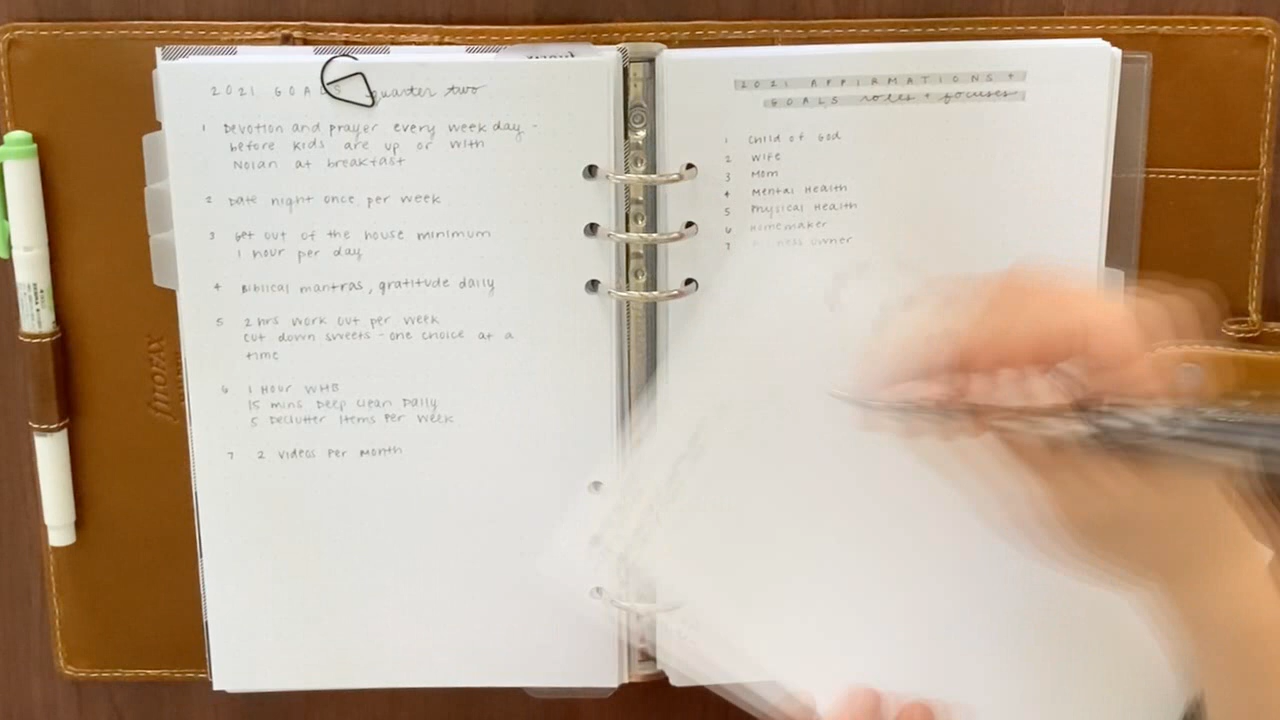 2021 GOALS quarter two
1 Devotion and prayer every week day -
before kids are up or with
Nolan at breakfast
2 Date night once per week
3 Get out of the house minimum
1 hour per day
4 Biblical mantras, gratitude daily
5 2 hrs work out per week
cut down sweets - one choice at a
time
6 1 Hour WHB
15 mins Deep Clean Daily
5 Declutter Items Per Week
7 2 Videos Per Month
2021 AFFIRMATIONS +
GOALS roles + focuses
1 Child of God
2 Wife
3 Mom
4 Mental Health
5 Physical Health
6 Homemaker
7 Business Owner
filofax